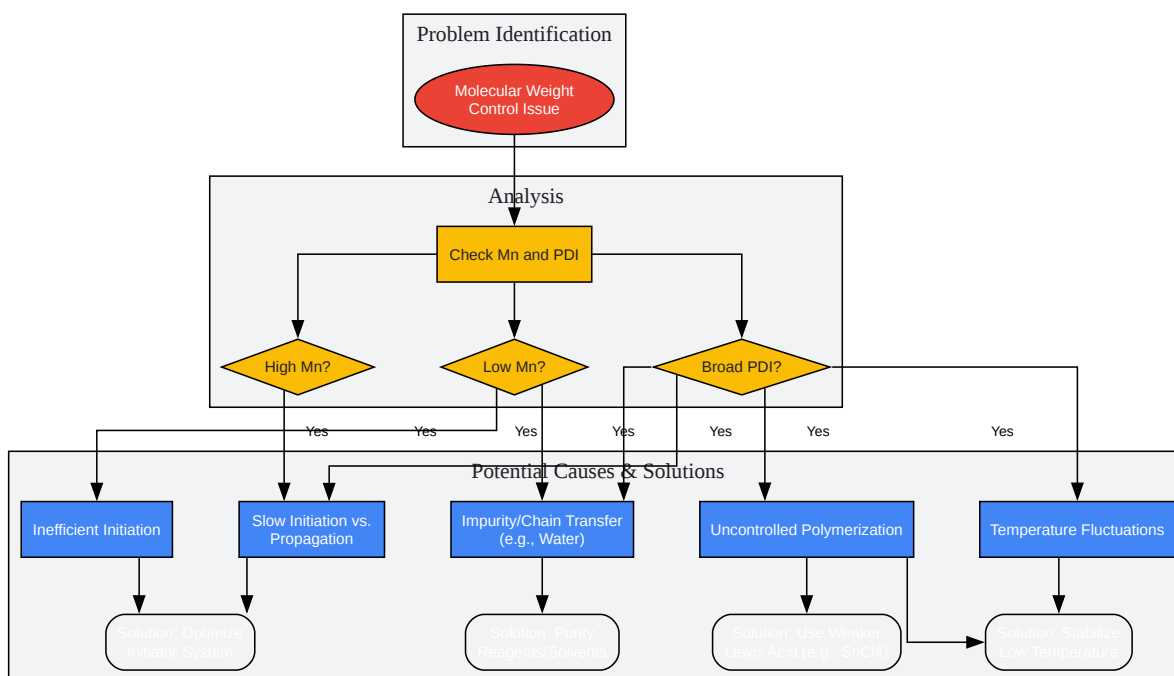 Problem Identification
Molecular Weight
Control Issue
Analysis
Check Mn and PDI
High Mn?
Low Mn?
Broad PDI?
Yes
Yes
Yes
Yes
Yes
Yes
Yes
Potential Causes & Solutions
Inefficient Initiation
Slow Initiation vs.
Propagation
Impurity/Chain Transfer
(e.g., Water)
Uncontrolled Polymerization
Temperature Fluctuations
Solution: Optimize
Initiator System
Solution: Purify
Reagents/Solvents
Solution: Use Weaker
Lewis Acid (e.g., SnCl4)
Solution: Stabilize
Low Temperature